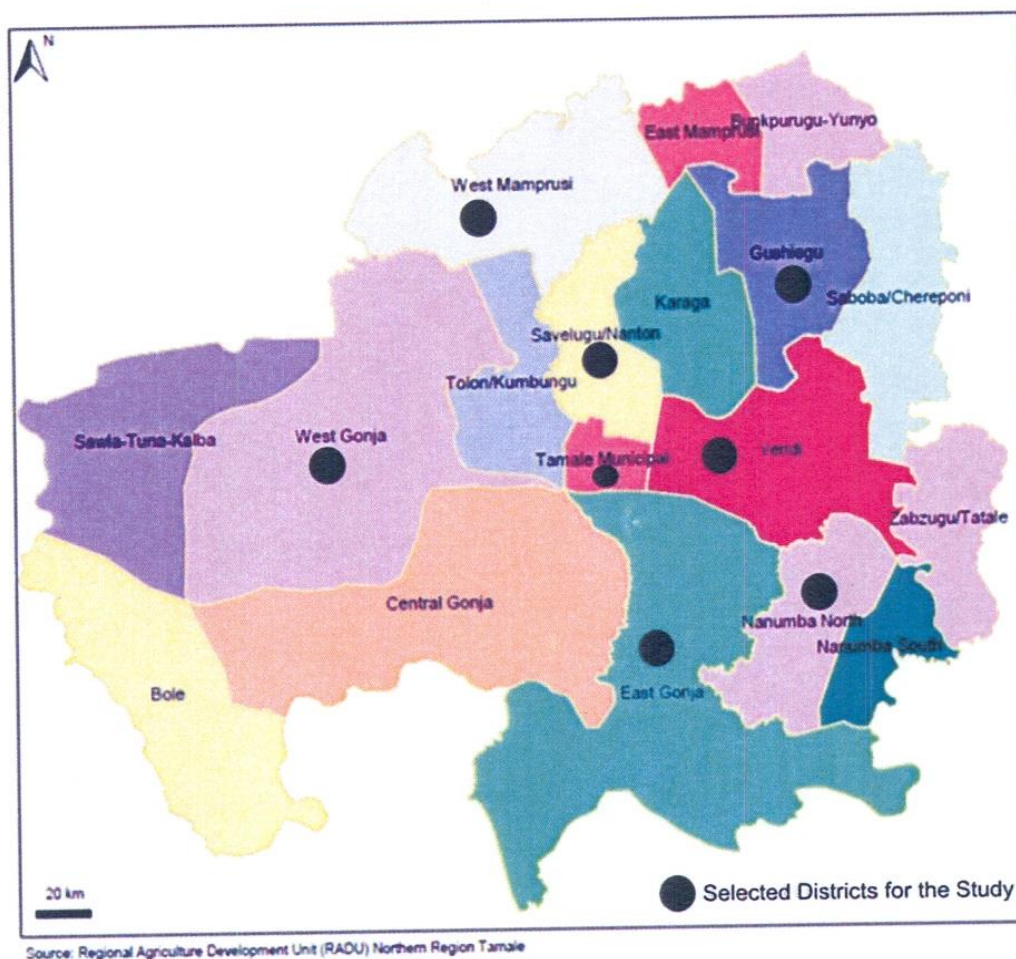 N
Bunkpurugu-Yunyo
East Mamprusi
West Mamprusi
Gushiegu
Saboba/Chereponi
Karaga
Savelugu/Nanton
Tolon/Kumbungu
Sawla-Tuna-Kalba
West Gonja
Tamale Municipal
Yendi
Zabzugu/Tatale
Central Gonja
Nanumba North
Nanumba South
Bole
East Gonja
20 km
Selected Districts for the Study
Source: Regional Agriculture Development Unit (RADU) Northern Region Tamale